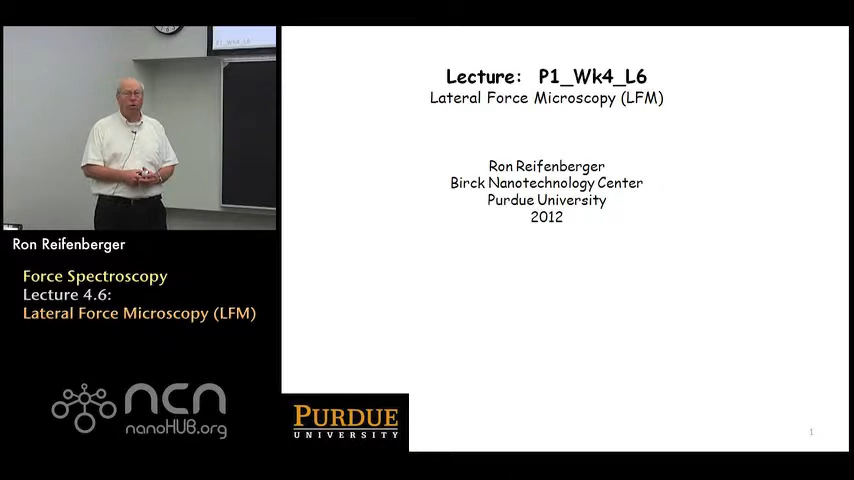 Lecture: P1_Wk4_L6
Lateral Force Microscopy (LFM)
Ron Reifenberger
Birck Nanotechnology Center
Purdue University
2012
Ron Reifenberger
Force Spectroscopy
Lecture 4.6:
Lateral Force Microscopy (LFM)
ncn
nanoHUB.org
PURDUE
UNIVERSITY
1